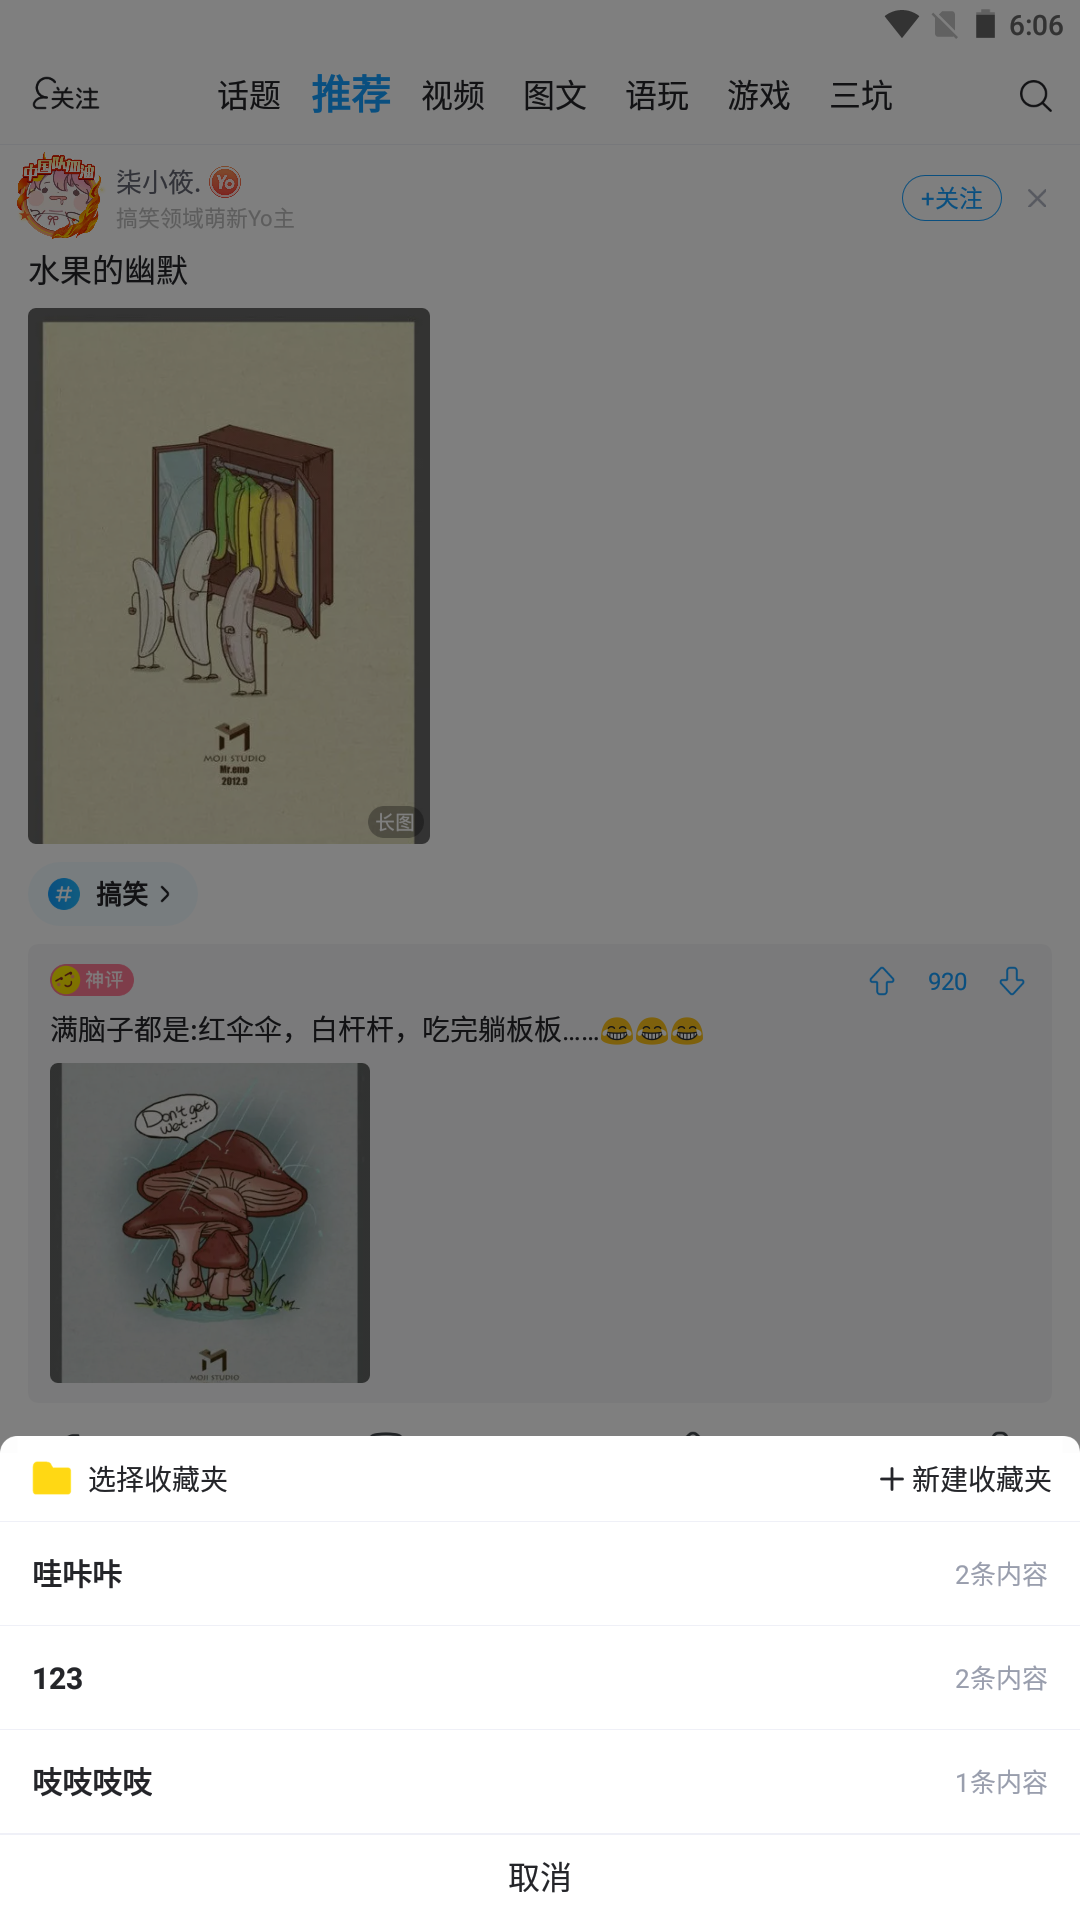 6:06
关注 话题 推荐 视频 图文 语玩 游戏 三坑
中国队加油
柒小筱. Yo
搞笑领域萌新Yo主
+关注
水果的幽默
MOJI STUDIO
Mr.emo
2012.9
长图
# 搞笑
神评
920
满脑子都是:红伞伞，白杆杆，吃完躺板板……😂😂😂
Don't get
wet...
MOJI STUDIO
选择收藏夹
新建收藏夹
哇咔咔
2条内容
123
2条内容
吱吱吱吱
1条内容
取消